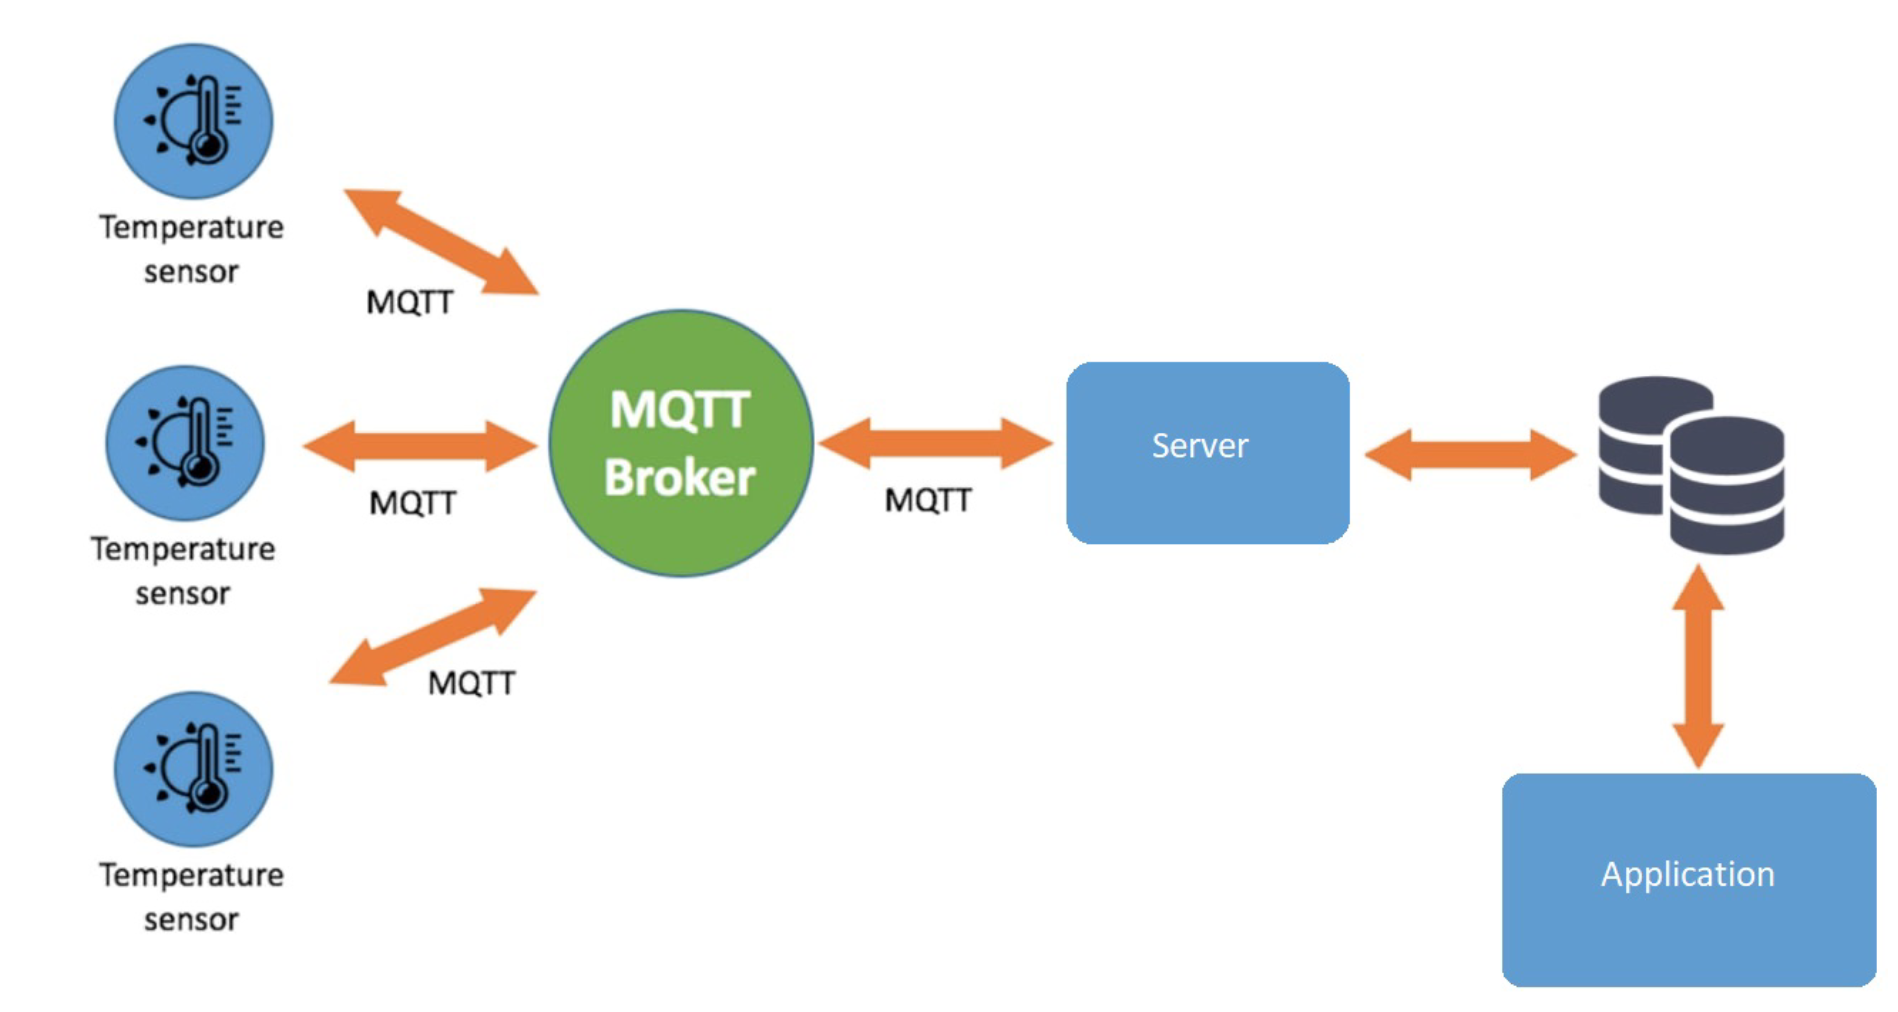 Temperature
sensor
MQTT
Temperature
sensor
MQTT
Temperature
sensor
MQTT
MQTT
Broker
MQTT
Server
Application